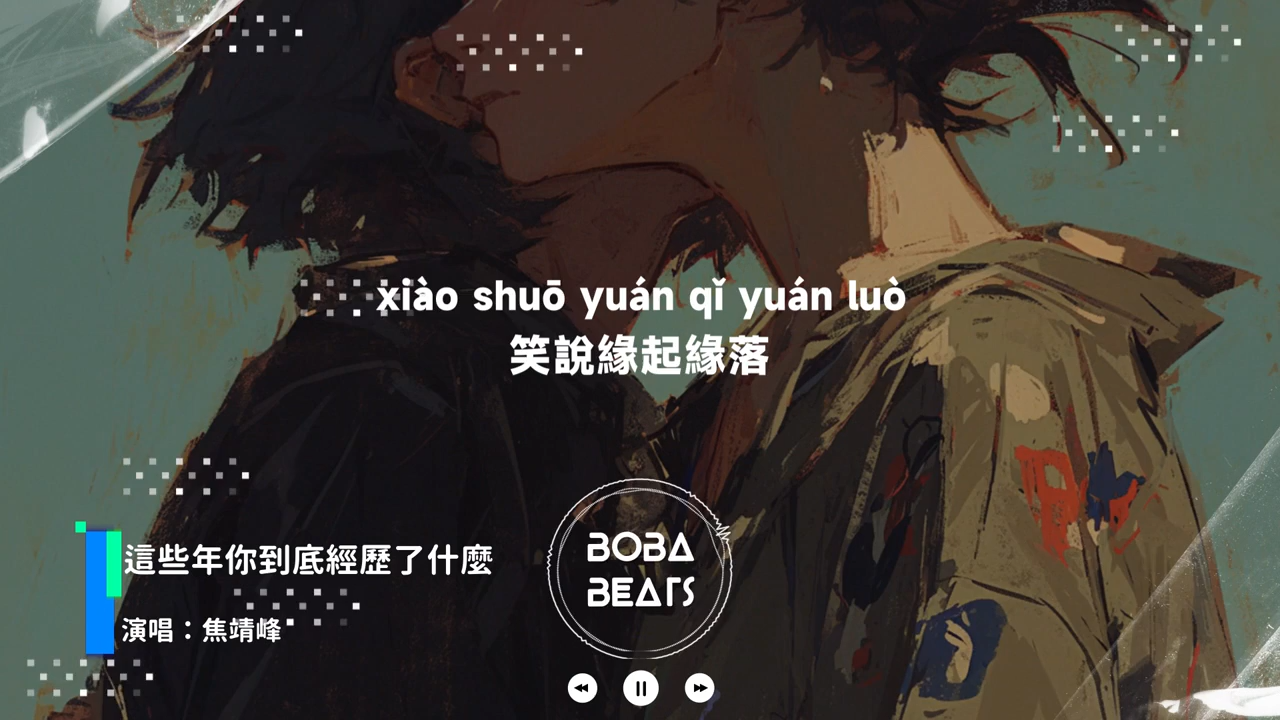 xiào shuō yuán qǐ yuán luò
笑說緣起緣落
這些年你到底經歷了什麼
演唱：焦靖峰
BOBA
BEATS